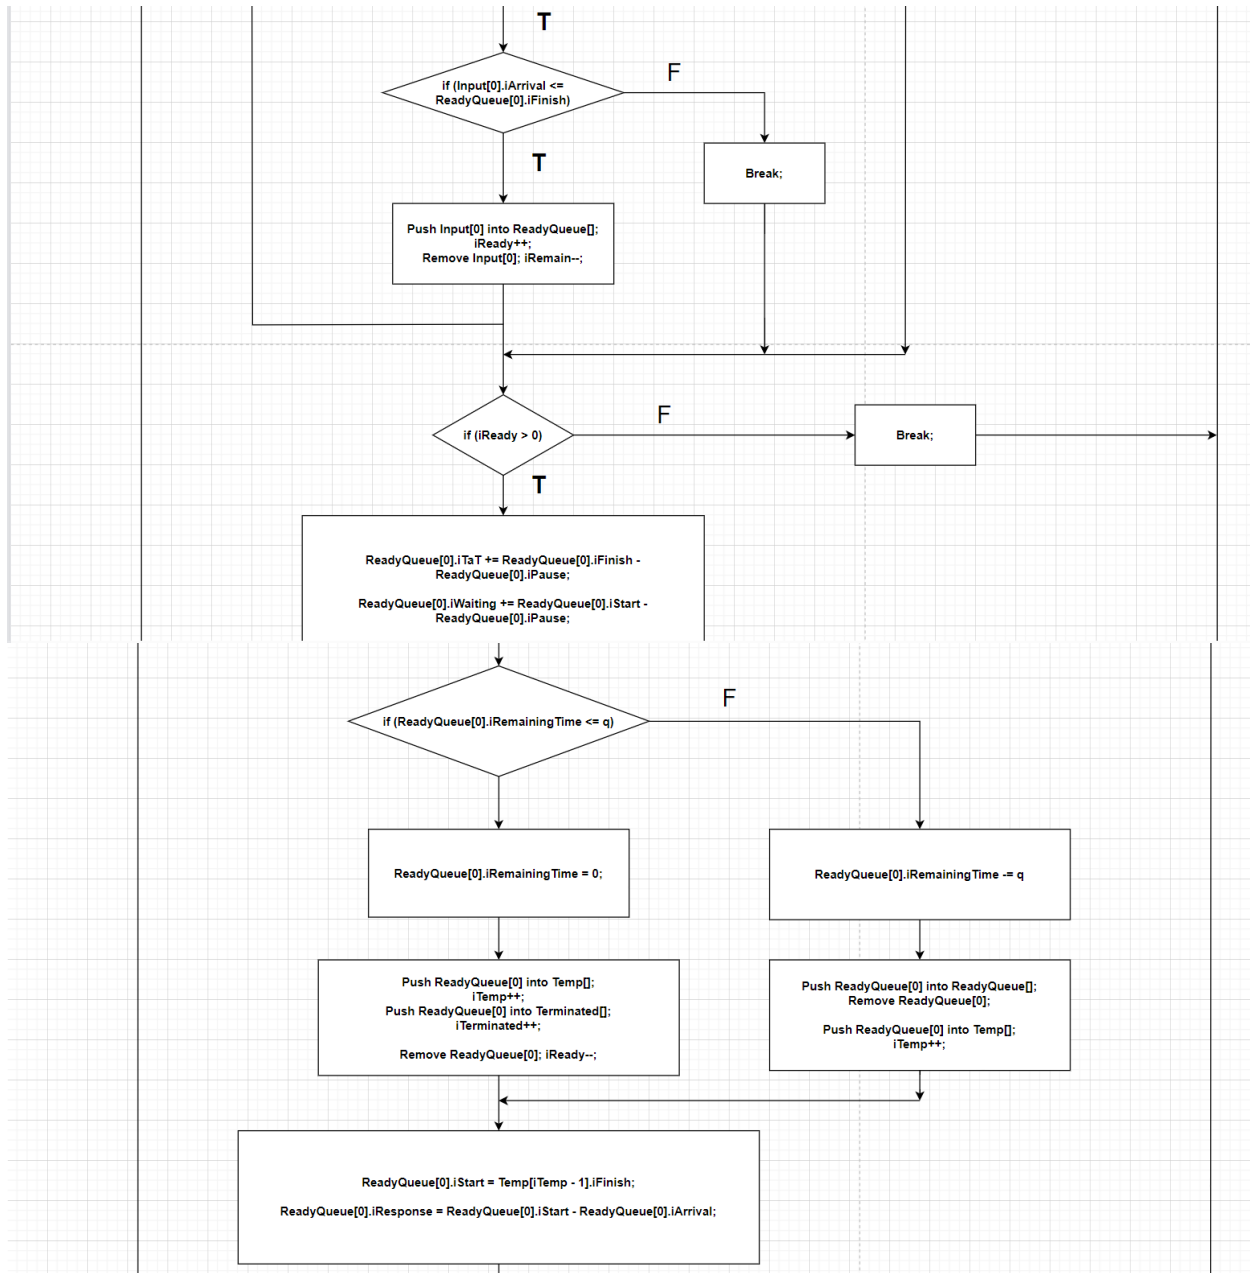 T
if (Input[0].iArrival <=
ReadyQueue[0].iFinish)
F
T
Break;
Push Input[0] into ReadyQueue[];
iReady++;
Remove Input[0]; iRemain--;
if (iReady > 0)
F
Break;
T
ReadyQueue[0].iTaT += ReadyQueue[0].iFinish -
ReadyQueue[0].iPause;
ReadyQueue[0].iWaiting += ReadyQueue[0].iStart -
ReadyQueue[0].iPause;
if (ReadyQueue[0].iRemainingTime <= q)
F
ReadyQueue[0].iRemainingTime = 0;
ReadyQueue[0].iRemainingTime -= q
Push ReadyQueue[0] into Temp[];
iTemp++;
Push ReadyQueue[0] into Terminated[];
iTerminated++;
Remove ReadyQueue[0]; iReady--;
Push ReadyQueue[0] into ReadyQueue[];
Remove ReadyQueue[0];
Push ReadyQueue[0] into Temp[];
iTemp++;
ReadyQueue[0].iStart = Temp[iTemp - 1].iFinish;
ReadyQueue[0].iResponse = ReadyQueue[0].iStart - ReadyQueue[0].iArrival;